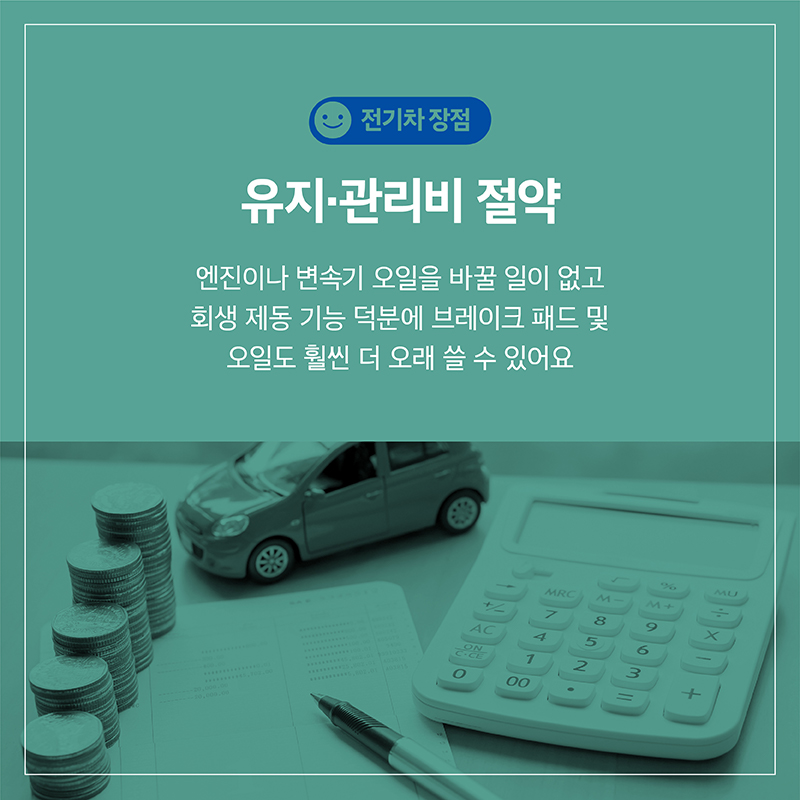 전기차 장점
유지·관리비 절약
엔진이나 변속기 오일을 바꿀 일이 없고
회생 제동 기능 덕분에 브레이크 패드 및
오일도 훨씬 더 오래 쓸 수 있어요
√ %
→ MRC M− M+ MU
+/− 7 8 9 ÷
AC 4 5 6 ×
ON C·CE 1 2 3 −
0 00 · = +